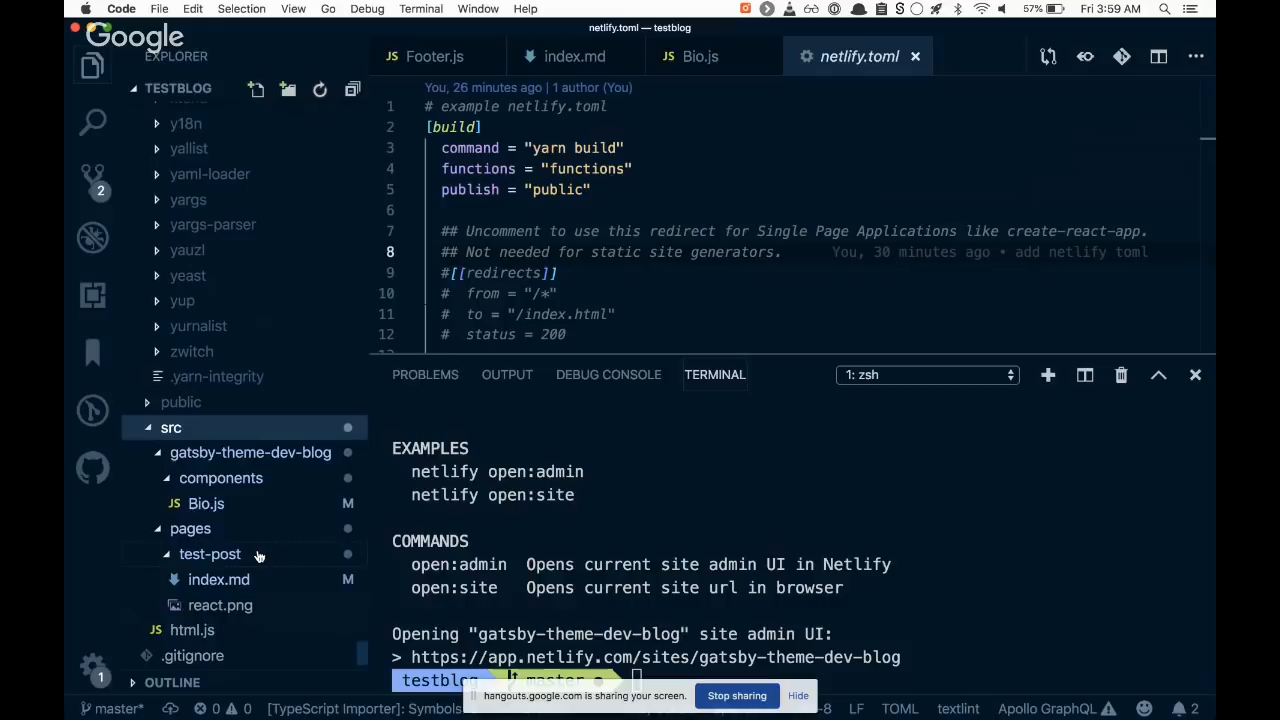 Code File Edit Selection View Go Debug Terminal Window Help 57% Fri 3:59 AM
netlify.toml — testblog
Google
EXPLORER
TESTBLOG
y18n
yallist
yaml-loader
yargs
yargs-parser
yauzl
yeast
yup
yurnalist
zwitch
.yarn-integrity
public
src
gatsby-theme-dev-blog
components
JS Bio.js M
pages
test-post
index.md M
react.png
JS html.js
.gitignore
OUTLINE
2
1
JS Footer.js
index.md
JS Bio.js
netlify.toml
You, 26 minutes ago | 1 author (You)
1 # example netlify.toml
2 [build]
3 command = "yarn build"
4 functions = "functions"
5 publish = "public"
6
7 ## Uncomment to use this redirect for Single Page Applications like create-react-app.
8 ## Not needed for static site generators. You, 30 minutes ago • add netlify toml
9 #[[redirects]]
10 # from = "/*"
11 # to = "/index.html"
12 # status = 200
PROBLEMS OUTPUT DEBUG CONSOLE TERMINAL 1: zsh
EXAMPLES
netlify open:admin
netlify open:site
COMMANDS
open:admin Opens current site admin UI in Netlify
open:site Opens current site url in browser
Opening "gatsby-theme-dev-blog" site admin UI:
> https://app.netlify.com/sites/gatsby-theme-dev-blog
testblog master
hangouts.google.com is sharing your screen. Stop sharing Hide
master* 0 0 [TypeScript Importer]: Symbols: -8 LF TOML textlint Apollo GraphQL 2